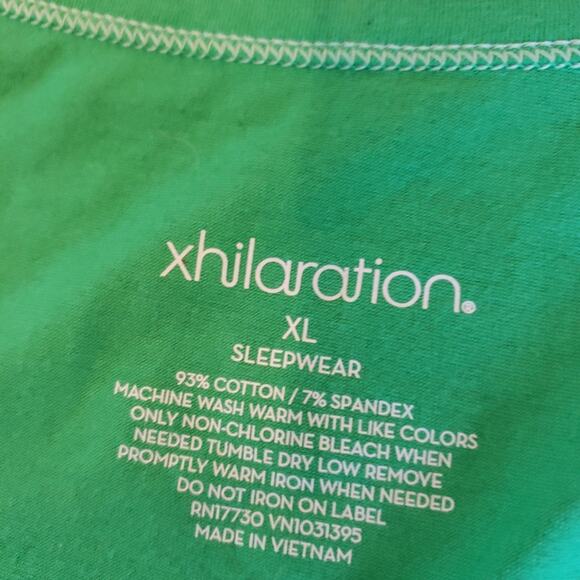 xhilaration®
XL
SLEEPWEAR
93% COTTON / 7% SPANDEX
MACHINE WASH WARM WITH LIKE COLORS
ONLY NON-CHLORINE BLEACH WHEN
NEEDED TUMBLE DRY LOW REMOVE
PROMPTLY WARM IRON WHEN NEEDED
DO NOT IRON ON LABEL
RN17730 VN1031395
MADE IN VIETNAM